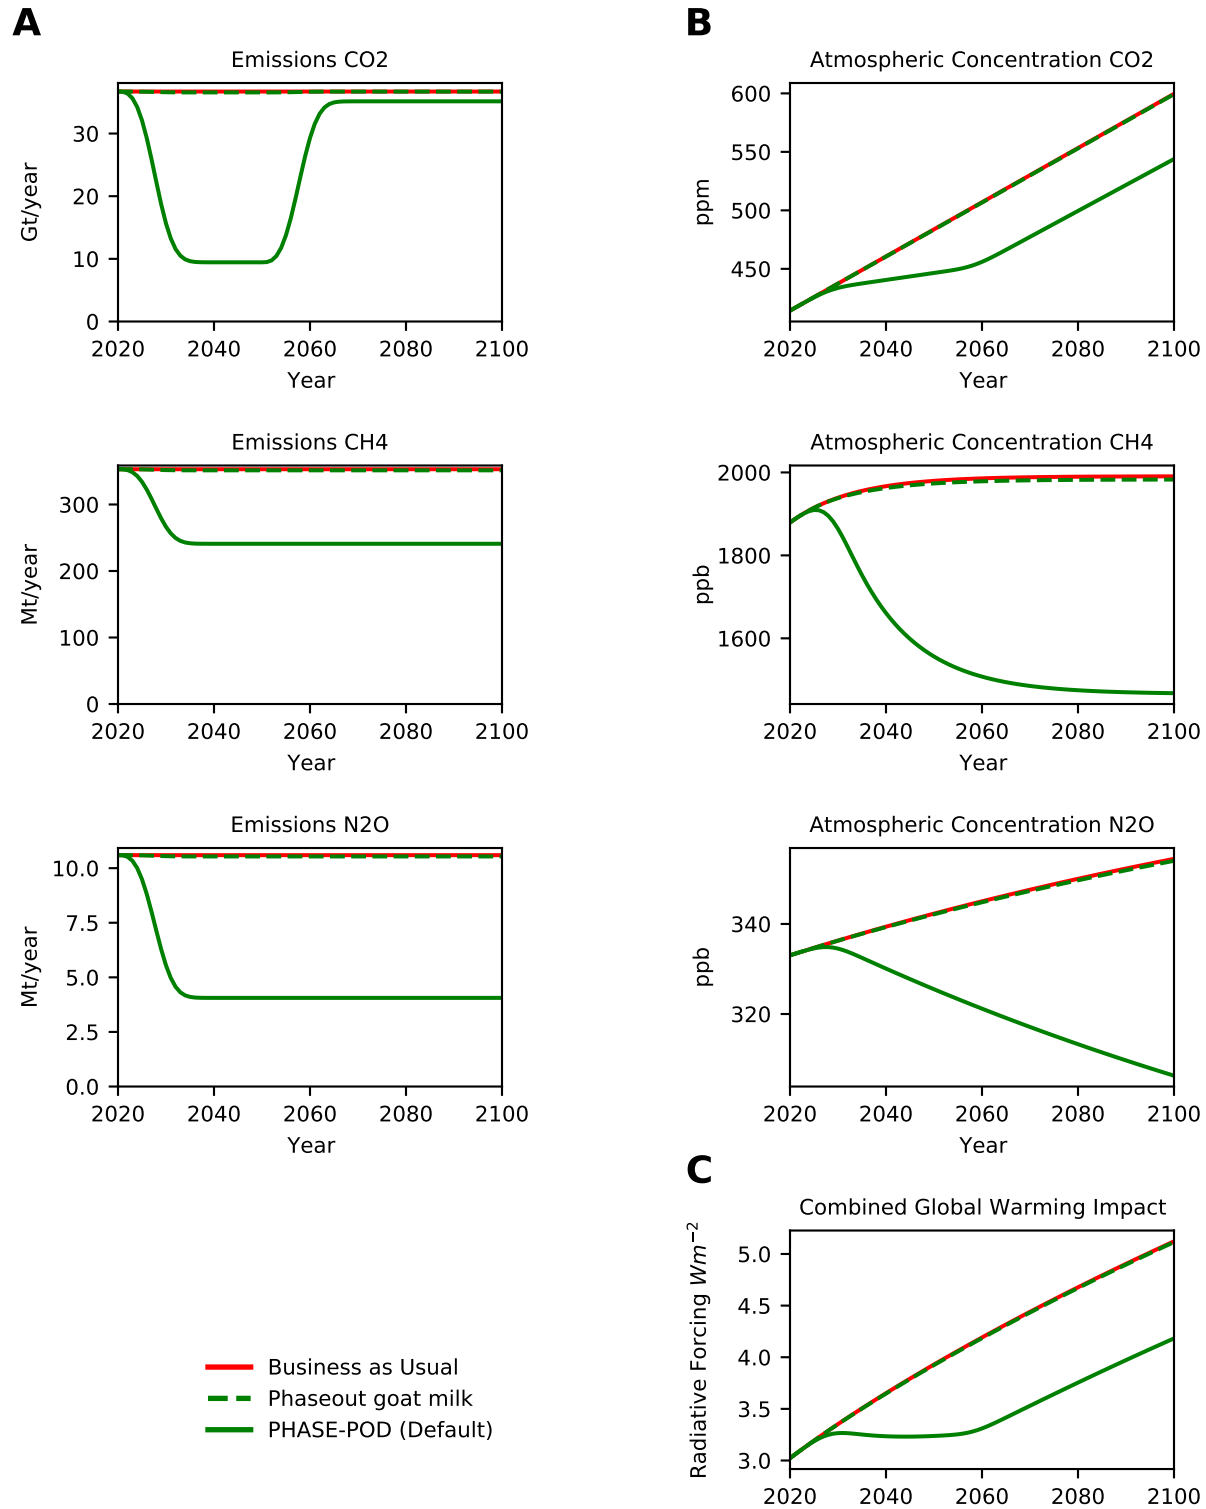 A
B
Emissions CO2
Gt/year
30
20
10
0
2020 2040 2060 2080 2100
Year
Atmospheric Concentration CO2
ppm
600
550
500
450
2020 2040 2060 2080 2100
Year
Emissions CH4
Mt/year
300
200
100
0
2020 2040 2060 2080 2100
Year
Atmospheric Concentration CH4
ppb
2000
1800
1600
2020 2040 2060 2080 2100
Year
Emissions N2O
Mt/year
10.0
7.5
5.0
2.5
0.0
2020 2040 2060 2080 2100
Year
Atmospheric Concentration N2O
ppb
340
320
2020 2040 2060 2080 2100
Year
C
Combined Global Warming Impact
Radiative Forcing Wm⁻²
5.0
4.5
4.0
3.5
3.0
2020 2040 2060 2080 2100
Business as Usual
Phaseout goat milk
PHASE-POD (Default)